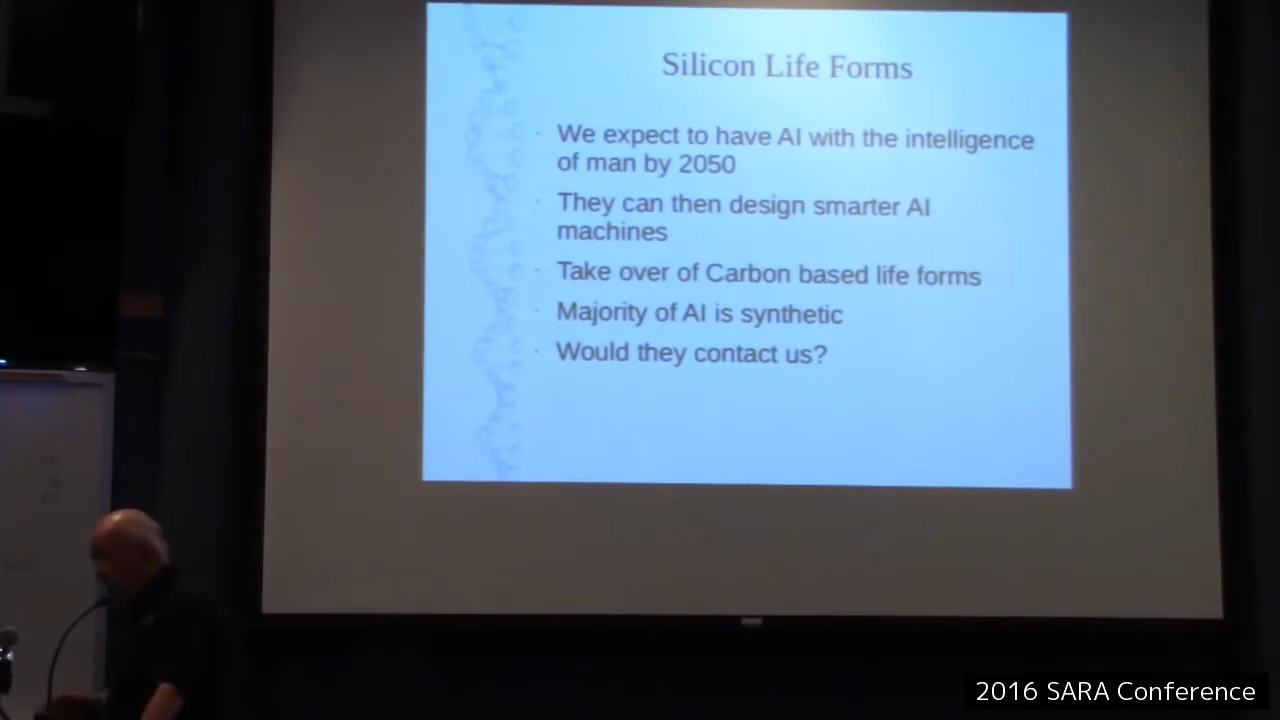 Silicon Life Forms
We expect to have AI with the intelligence
of man by 2050
They can then design smarter AI
machines
Take over of Carbon based life forms
Majority of AI is synthetic
Would they contact us?
2016 SARA Conference